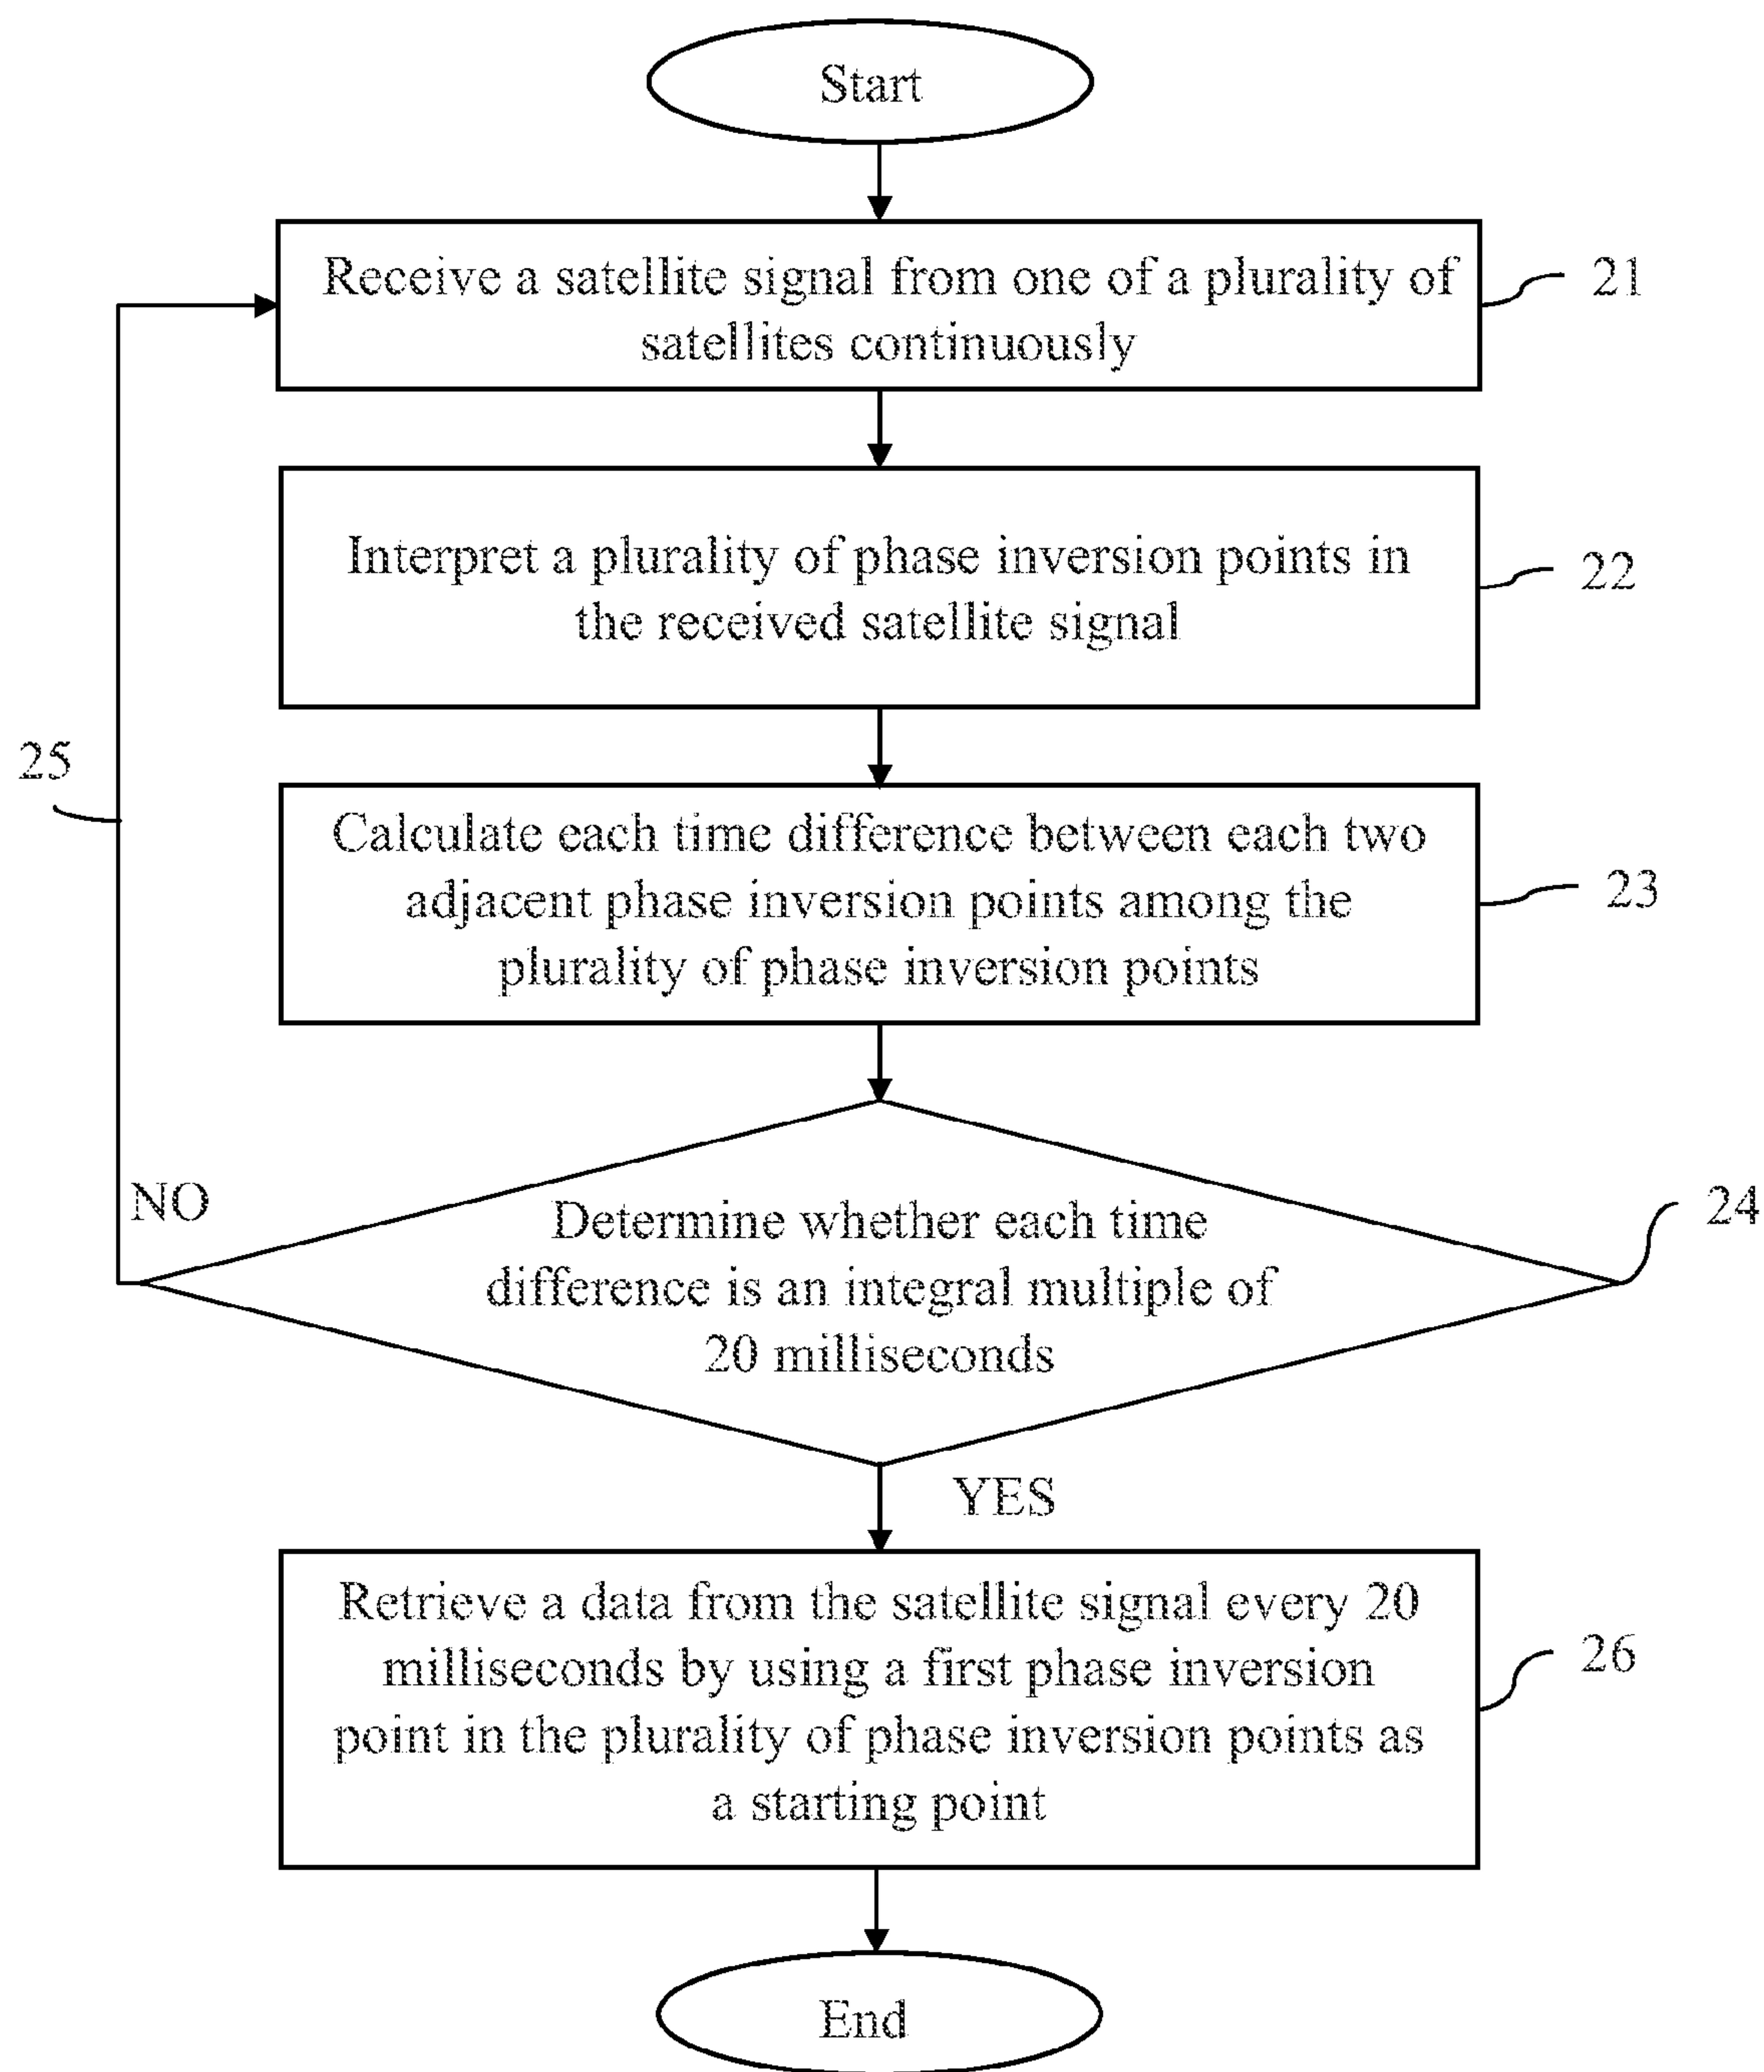 Start
Receive a satellite signal from one of a plurality of
satellites continuously
21
Interpret a plurality of phase inversion points in
the received satellite signal
22
25
Calculate each time difference between each two
adjacent phase inversion points among the
plurality of phase inversion points
23
NO
Determine whether each time
difference is an integral multiple of
20 milliseconds
24
YES
Retrieve a data from the satellite signal every 20
milliseconds by using a first phase inversion
point in the plurality of phase inversion points as
a starting point
26
End